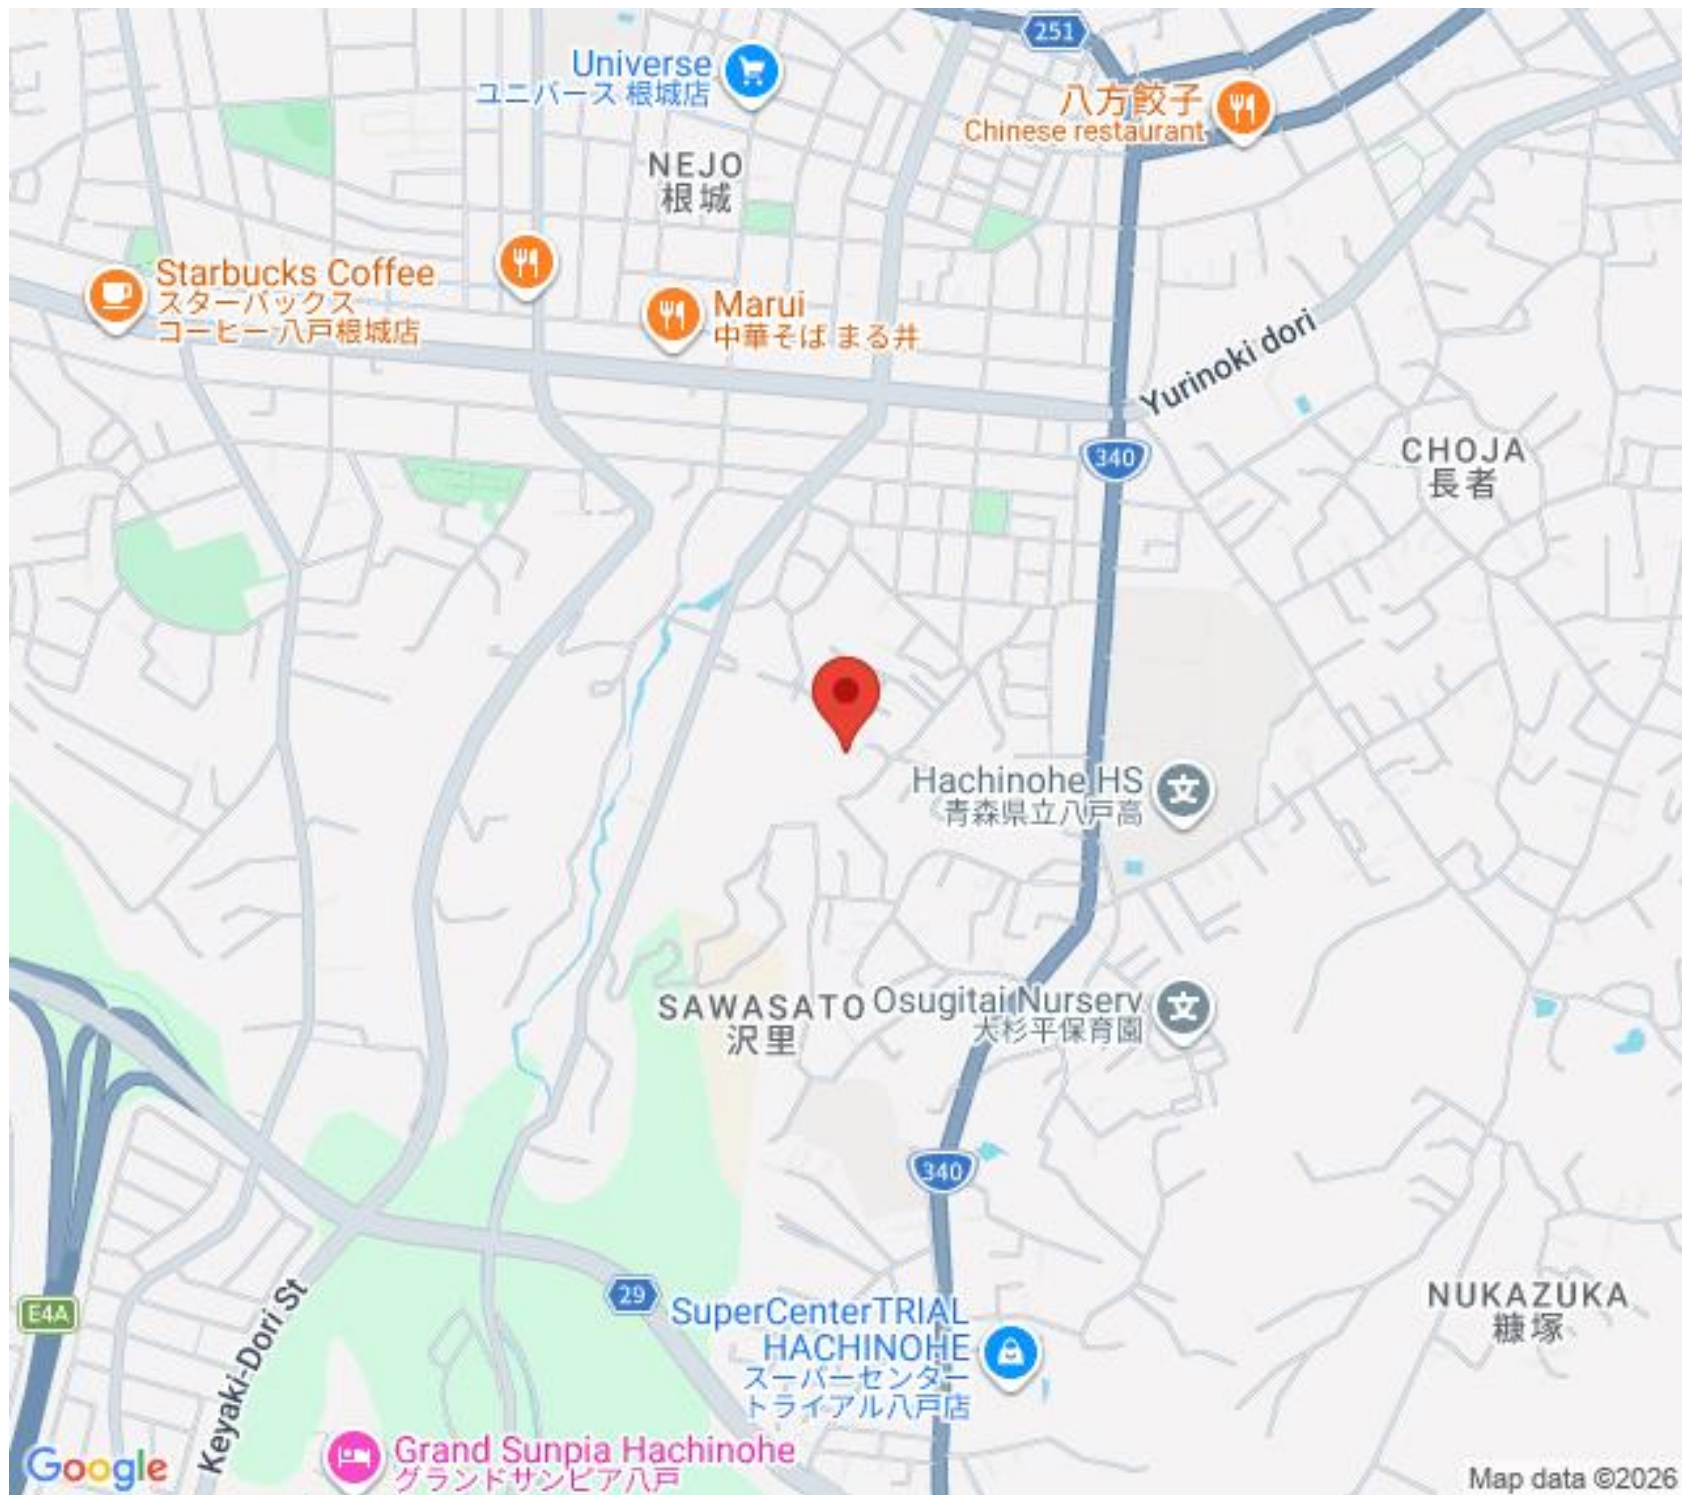 251
Universe
ユニバース 根城店
八方餃子
Chinese restaurant
NEJO
根城
Starbucks Coffee
スターバックス
コーヒー 八戸根城店
Marui
中華そば まる井
Yurinoki dori
340
CHOJA
長者
Hachinohe HS
青森県立八戸高
SAWASATO
沢里
Osugitai Nurserv
大杉平保育園
340
29
SuperCenterTRIAL
HACHINOHE
スーパーセンター
トライアル八戸店
NUKAZUKA
糠塚
E4A
Keyaki-Dori St
Grand Sunpia Hachinohe
グランドサンピア八戸
Google
Map data ©2026